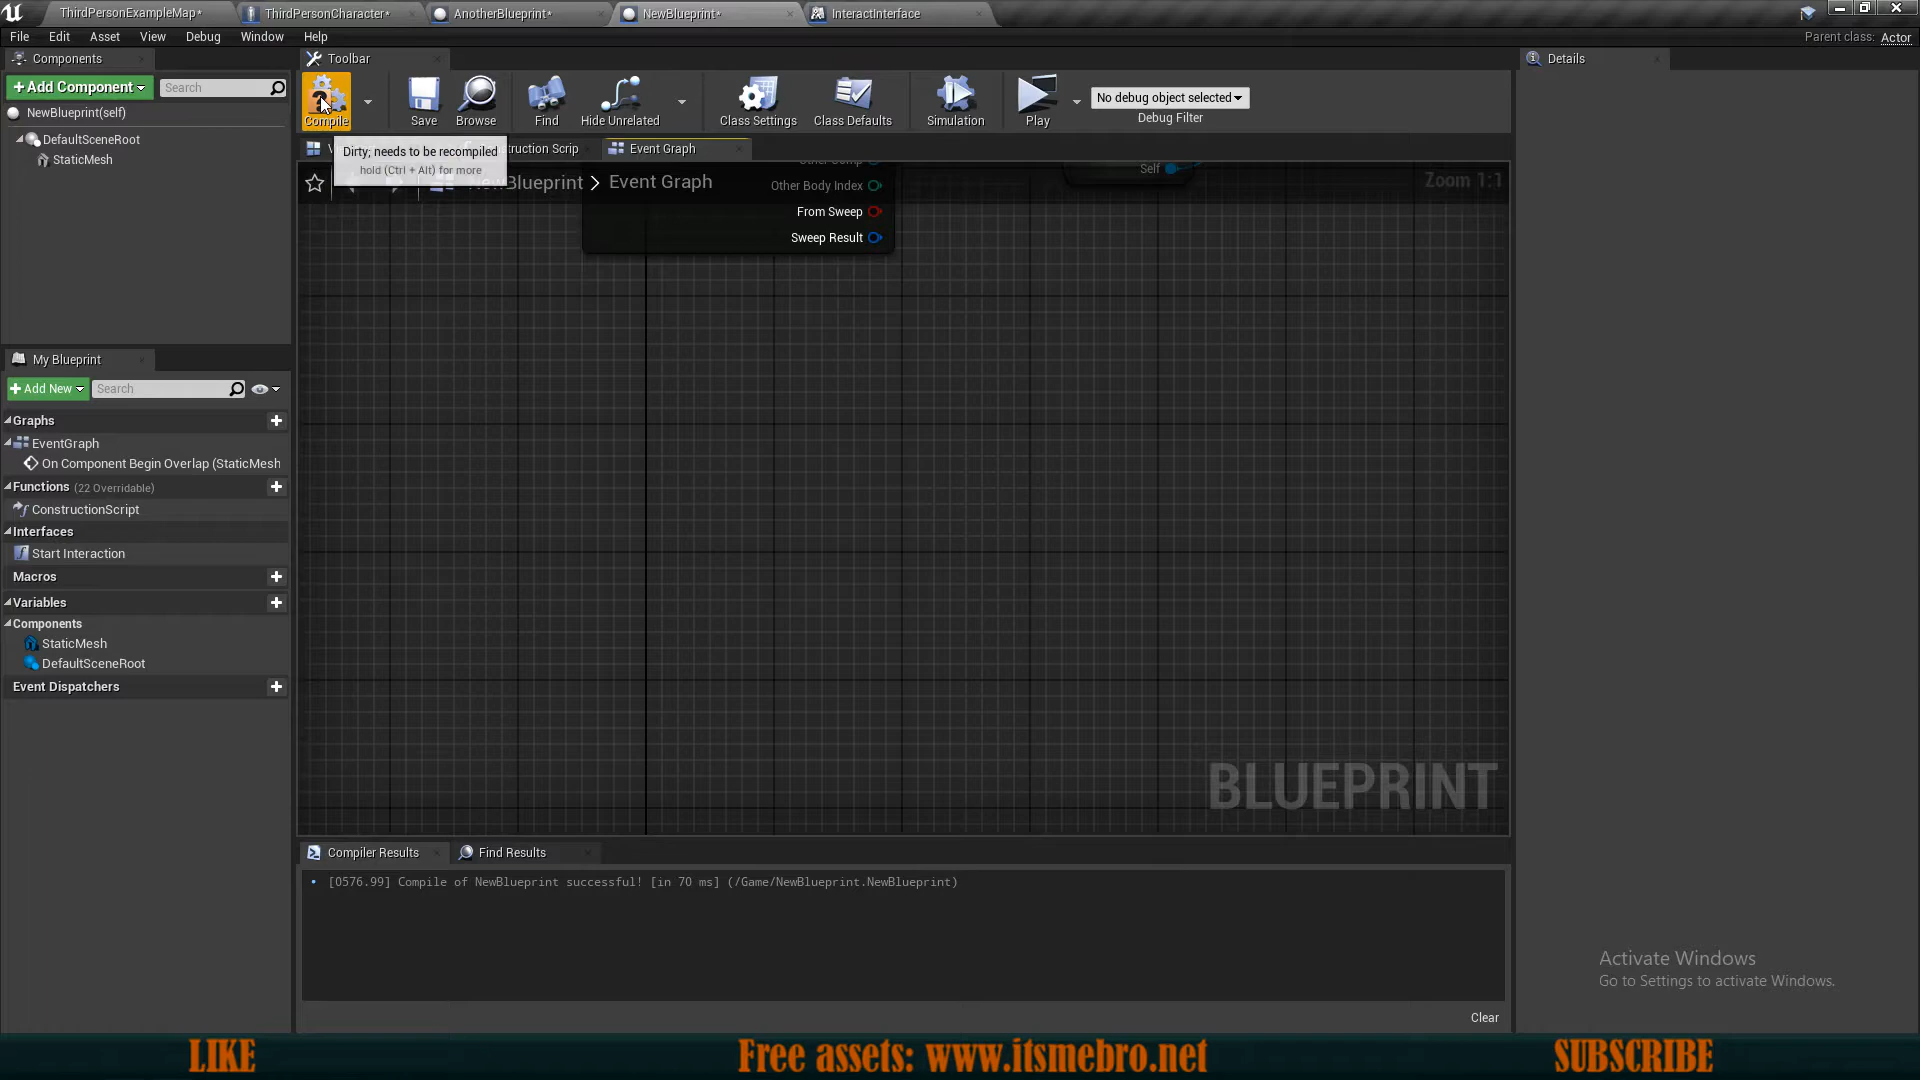 ThirdPersonExampleMap*
ThirdPersonCharacter*
AnotherBlueprint*
NewBlueprint*
InteractInterface
File Edit Asset View Debug Window Help
Parent class: Actor
Components
Toolbar
Details
+Add Component
Search
NewBlueprint(self)
DefaultSceneRoot
StaticMesh
Compile
Save
Browse
Find
Hide Unrelated
Class Settings
Class Defaults
Simulation
Play
No debug object selected
Debug Filter
Dirty; needs to be recompiled
hold (Ctrl + Alt) for more
nstruction Scrip
Event Graph
NewBlueprint > Event Graph
Zoom 1:1
Self
Other Body Index
From Sweep
Sweep Result
BLUEPRINT
My Blueprint
+Add New
Search
Graphs
EventGraph
On Component Begin Overlap (StaticMesh
Functions (22 Overridable)
ConstructionScript
Interfaces
Start Interaction
Macros
Variables
Components
StaticMesh
DefaultSceneRoot
Event Dispatchers
Compiler Results
Find Results
[0576.99] Compile of NewBlueprint successful! [in 70 ms] (/Game/NewBlueprint.NewBlueprint)
Clear
Activate Windows
Go to Settings to activate Windows.
LIKE
Free assets: www.itsmebro.net
SUBSCRIBE